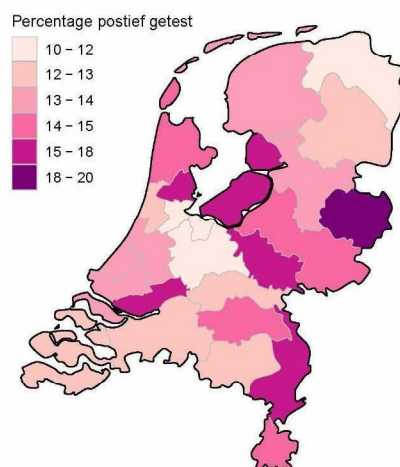 Percentage postief getest
10 – 12
12 – 13
13 – 14
14 – 15
15 – 18
18 – 20